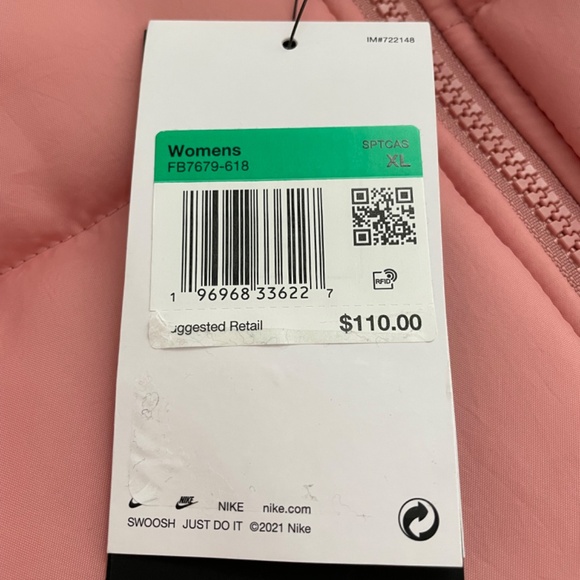 IM#722148
Womens
SPTCAS
FB7679-618
XL
RFID
1 96968 33622 7
uggested Retail
$110.00
NIKE nike.com
SWOOSH JUST DO IT ©2021 Nike